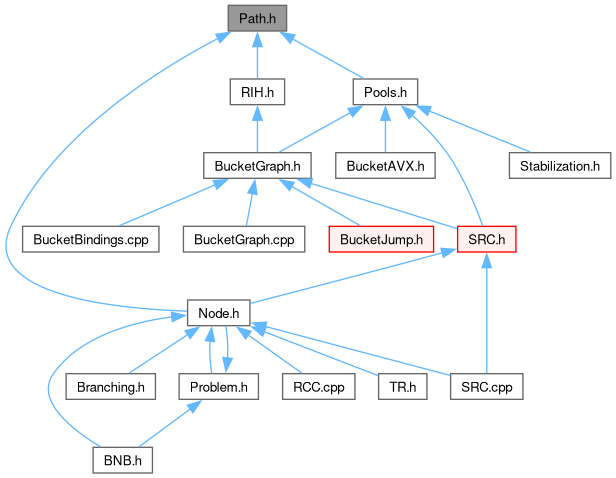 Path.h
RIH.h
Pools.h
BucketGraph.h
BucketAVX.h
Stabilization.h
BucketBindings.cpp
BucketGraph.cpp
BucketJump.h
SRC.h
Node.h
Branching.h
Problem.h
RCC.cpp
TR.h
SRC.cpp
BNB.h